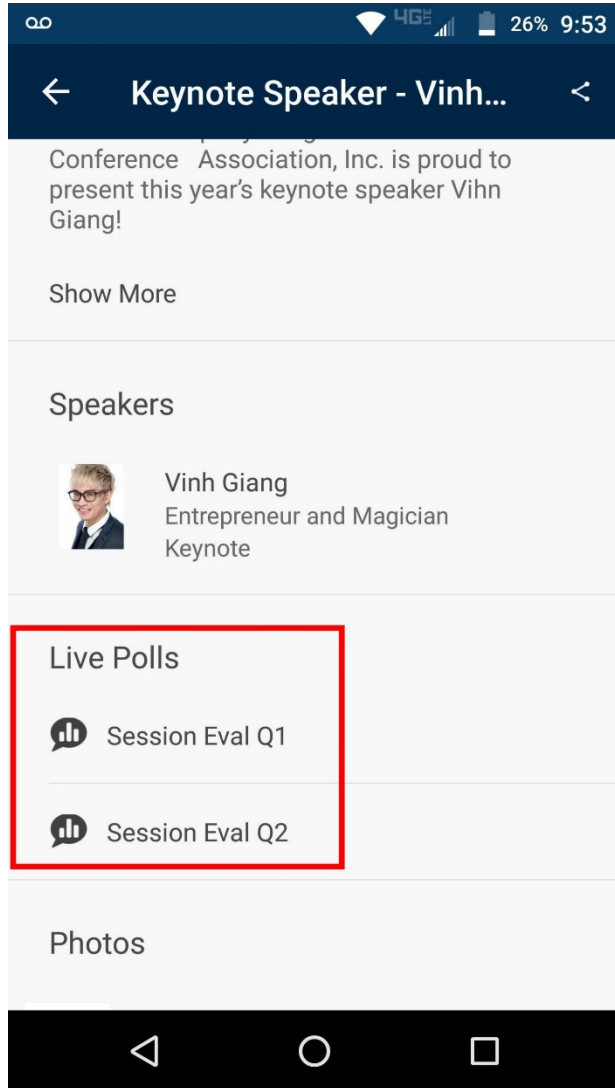 4G LTE 26% 9:53
Keynote Speaker - Vinh...
Conference Association, Inc. is proud to
present this year's keynote speaker Vihn
Giang!
Show More
Speakers
Vinh Giang
Entrepreneur and Magician
Keynote
Live Polls
Session Eval Q1
Session Eval Q2
Photos